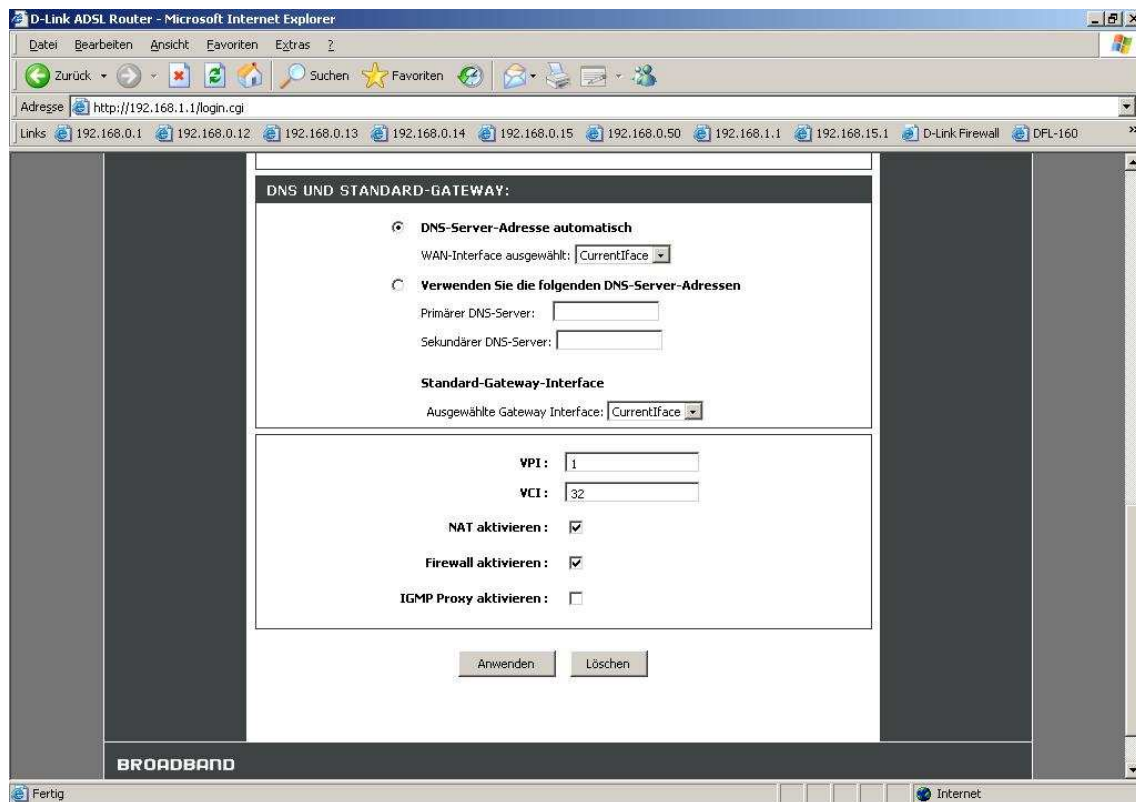 D-Link ADSL Router - Microsoft Internet Explorer
Datei Bearbeiten Ansicht Favoriten Extras ?
Zurück Suchen Favoriten
Adresse http://192.168.1.1/login.cgi
Links 192.168.0.1 192.168.0.12 192.168.0.13 192.168.0.14 192.168.0.15 192.168.0.50 192.168.1.1 192.168.15.1 D-Link Firewall DFL-160 »
DNS UND STANDARD-GATEWAY:
DNS-Server-Adresse automatisch
WAN-Interface ausgewählt: CurrentIface
Verwenden Sie die folgenden DNS-Server-Adressen
Primärer DNS-Server:
Sekundärer DNS-Server:
Standard-Gateway-Interface
Ausgewählte Gateway Interface: CurrentIface
VPI : 1
VCI : 32
NAT aktivieren :
Firewall aktivieren :
IGMP Proxy aktivieren :
Anwenden Löschen
BROADBAND
Fertig Internet